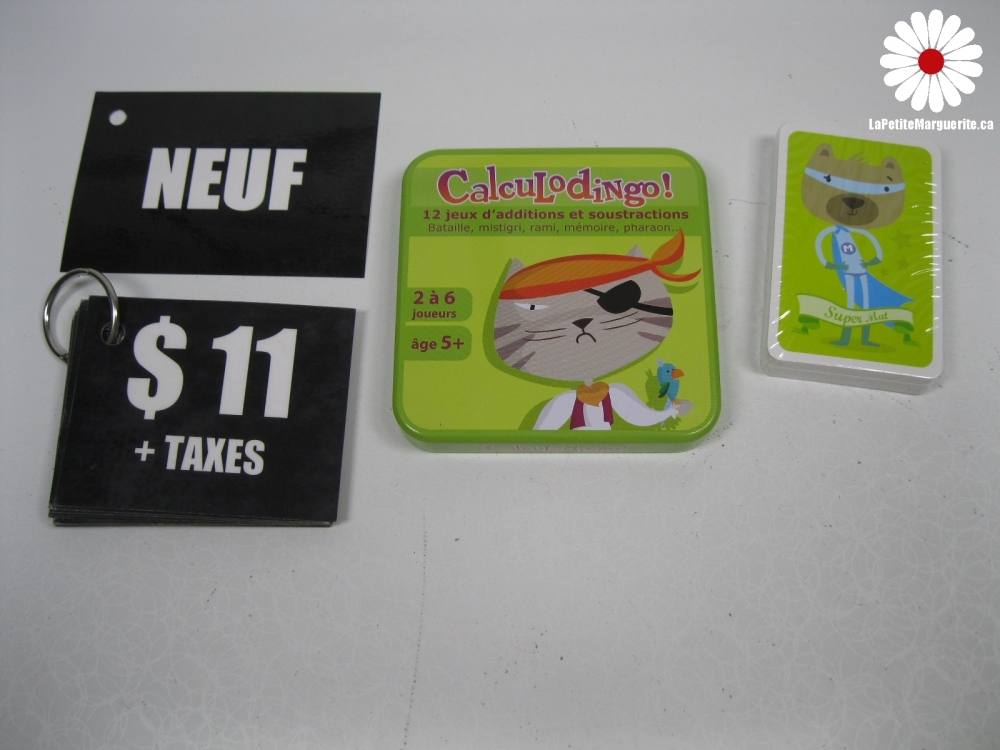 LaPetiteMarguerite.ca
NEUF
$ 11
+ TAXES
CalcuLodingo!
12 jeux d'additions et soustractions
Bataille, mistigri, rami, mémoire, pharaon...
2 à 6
joueurs
âge 5+
M
Super Mat